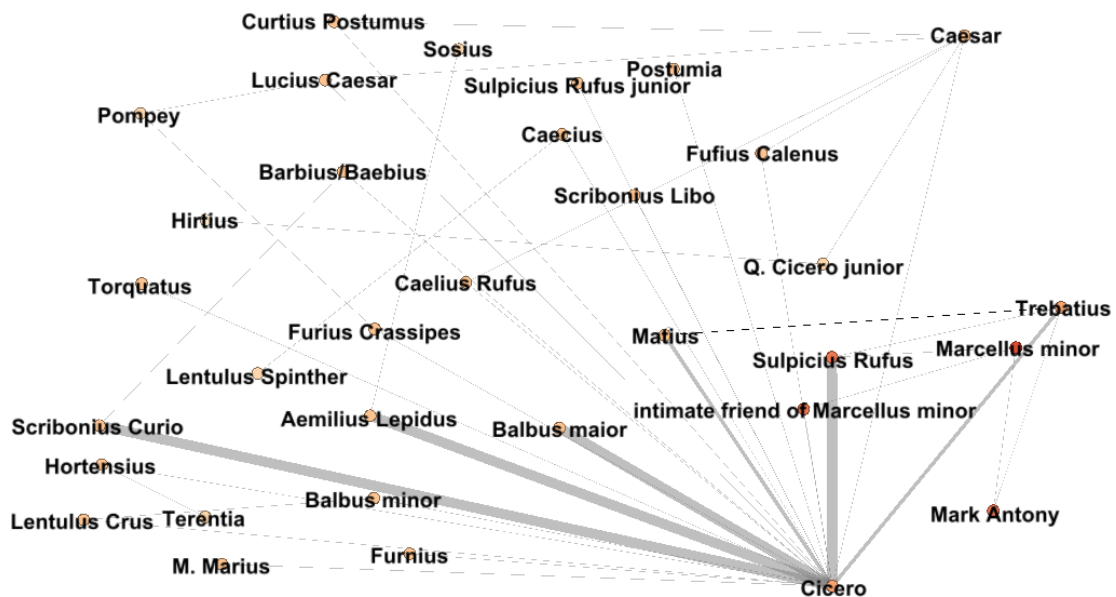 Curtius Postumus
Caesar
Sosius
Postumia
Lucius Caesar
Sulpicius Rufus junior
Pompey
Caecius
Fufius Calenus
Barbius/Baebius
Scribonius Libo
Hirtius
Q. Cicero junior
Torquatus
Caelius Rufus
Trebatius
Furius Crassipes
Matius
Marcellus minor
Sulpicius Rufus
Lentulus Spinther
intimate friend of Marcellus minor
Aemilius Lepidus
Scribonius Curio
Balbus maior
Hortensius
Balbus minor
Mark Antony
Lentulus Crus
Terentia
Furnius
M. Marius
Cicero